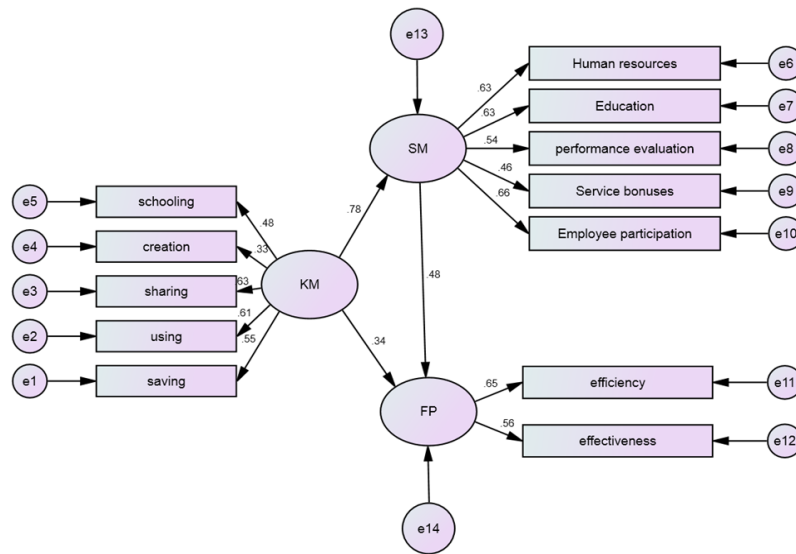 e13
Human resources
e6
.63
Education
e7
.63
SM
performance evaluation
e8
.54
Service bonuses
e9
.46
Employee participation
e10
.66
e5
schooling
.48
.78
e4
creation
.33
e3
sharing
.63
KM
.48
e2
using
.61
e1
saving
.55
.34
efficiency
e11
.65
FP
effectiveness
e12
.56
e14